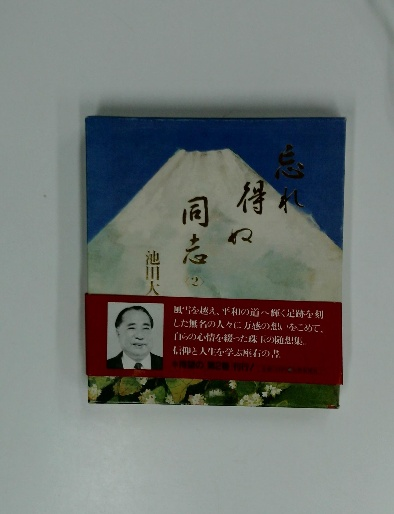 忘れ
得ぬ
同志
2
池田大
風雪を越え、平和の道へ輝く足跡を刻
した無名の人々に万感の想いをこめて、
自らの心情を綴った珠玉の随想集。
信仰と人生を学ぶ座右の書。